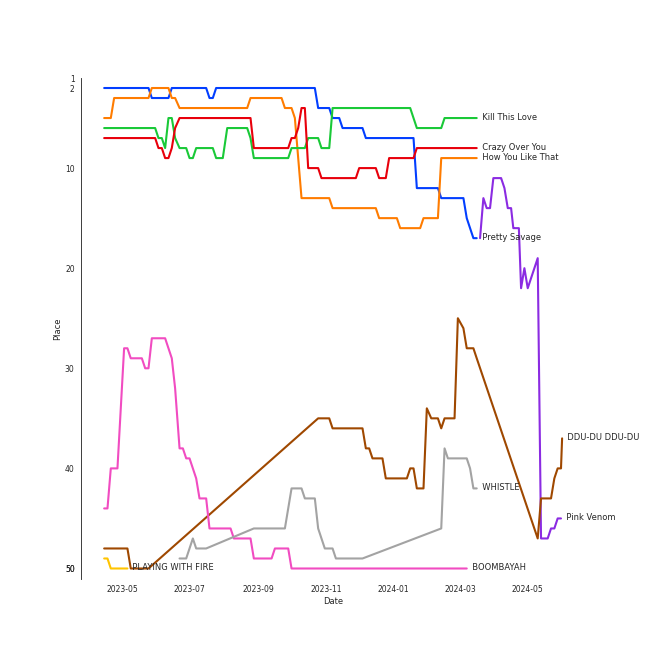 1
2
10
20
30
40
50
Place
Kill This Love
Crazy Over You
How You Like That
Pretty Savage
DDU-DU DDU-DU
WHISTLE
Pink Venom
PLAYING WITH FIRE
BOOMBAYAH
2023-05
2023-07
2023-09
2023-11
2024-01
2024-03
2024-05
Date